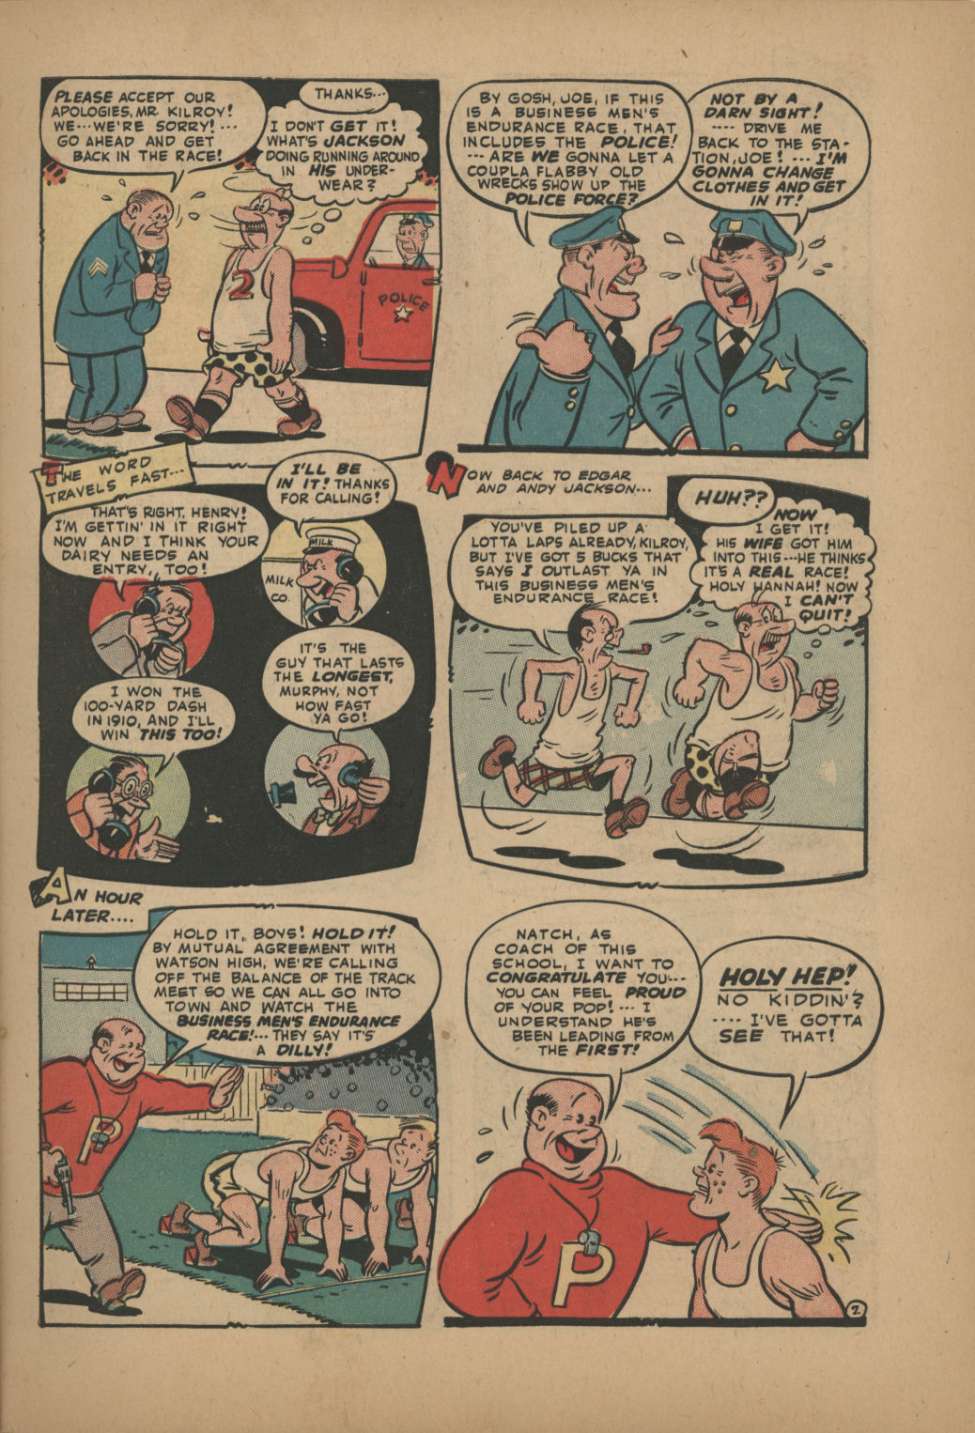 PLEASE ACCEPT OUR
APOLOGIES, MR. KILROY!
WE--WE'RE SORRY! ---
GO AHEAD AND GET
BACK IN THE RACE!
THANKS---
I DON'T GET IT!
WHAT'S JACKSON
DOING RUNNING AROUND
IN HIS UNDER-
WEAR?
2
POLICE
BY GOSH, JOE, IF THIS
IS A BUSINESS MEN'S
ENDURANCE RACE, THAT
INCLUDES THE POLICE!
--- ARE WE GONNA LET A
COUPLA FLABBY OLD
WRECKS SHOW UP THE
POLICE FORCE?
NOT BY A
DARN SIGHT!
---- DRIVE ME
BACK TO THE STA-
TION, JOE! --- I'M
GONNA CHANGE
CLOTHES AND GET
IN IT!
THE WORD
TRAVELS FAST---
THAT'S RIGHT, HENRY!
I'M GETTIN' IN IT RIGHT
NOW AND I THINK YOUR
DAIRY NEEDS AN
ENTRY, TOO!
I'LL BE
IN IT! THANKS
FOR CALLING!
MILK
MILK
CO.
I WON THE
100-YARD DASH
IN 1910, AND I'LL
WIN THIS TOO!
IT'S THE
GUY THAT LASTS
THE LONGEST,
MURPHY, NOT
HOW FAST
YA GO!
NOW BACK TO EDGAR
AND ANDY JACKSON...
YOU'VE PILED UP A
LOTTA LAPS ALREADY, KILROY,
BUT I'VE GOT 5 BUCKS THAT
SAYS I OUTLAST YA IN
THIS BUSINESS MEN'S
ENDURANCE RACE!
HUH??
NOW
I GET IT!
HIS WIFE GOT HIM
INTO THIS---HE THINKS
IT'S A REAL RACE!
HOLY HANNAH! NOW
I CAN'T
QUIT!
AN HOUR
LATER....
HOLD IT, BOYS! HOLD IT!
BY MUTUAL AGREEMENT WITH
WATSON HIGH, WE'RE CALLING
OFF THE BALANCE OF THE TRACK
MEET SO WE CAN ALL GO INTO
TOWN AND WATCH THE
BUSINESS MEN'S ENDURANCE
RACE!--- THEY SAY IT'S
A DILLY!
P
NATCH, AS
COACH OF THIS
SCHOOL, I WANT TO
CONGRATULATE YOU---
YOU CAN FEEL PROUD
OF YOUR POP! --- I
UNDERSTAND HE'S
BEEN LEADING FROM
THE FIRST!
HOLY HEP!
NO KIDDIN'?
---- I'VE GOTTA
SEE THAT!
P
2